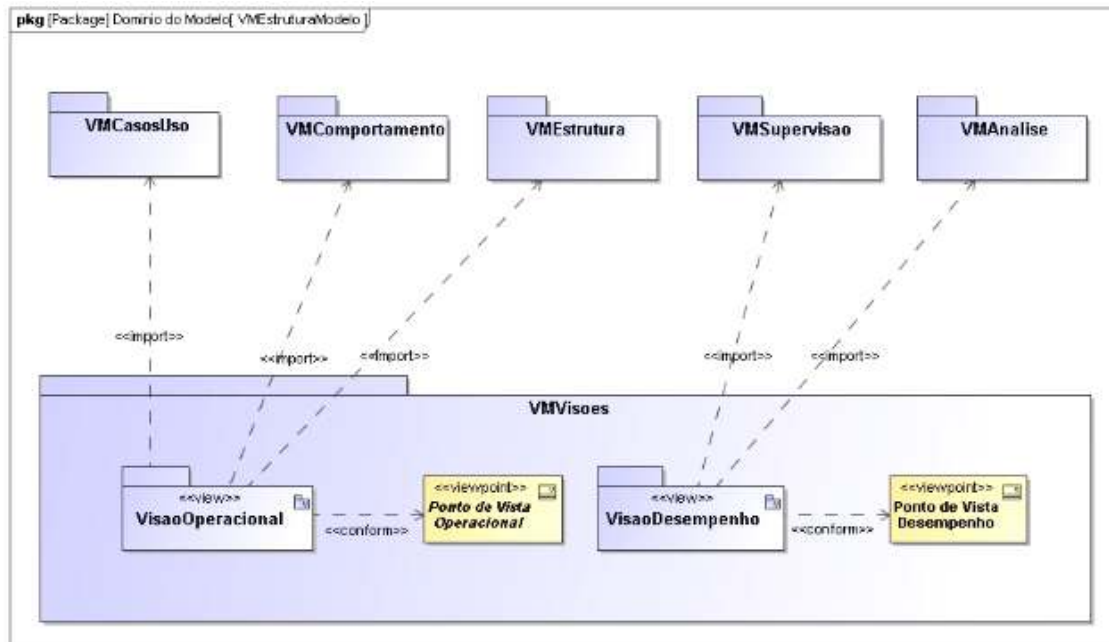 pkg [Package] Dominio do Modelo[ VMEstruturaModelo ]
VMCasosUso
VMComportamento
VMEstrutura
VMSupervisao
VMAnalise
<<import>>
<<import>>
<<import>>
<<import>>
<<import>>
VMVisoes
<<view>>
VisaoOperacional
<<conform>>
<<viewpoint>>
Ponto de Vista
Operacional
<<view>>
VisaoDesempenho
<<conform>>
<<viewpoint>>
Ponto de Vista
Desempenho